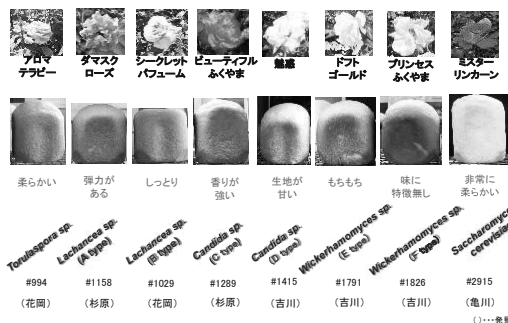 アロマ
テラピー
ダマスク
ローズ
シークレット
パフューム
ビューティフル
ふくやま
魅惑
ドフト
ゴールド
プリンセス
ふくやま
ミスター
リンカーン
柔らかい
弾力が
ある
しっとり
香りが
強い
生地が
甘い
もちもち
味に
特徴無し
非常に
柔らかい
Torulaspora sp.
Lachancea sp.
(A type)
Lachancea sp.
(B type)
Candida sp.
(C type)
Candida sp.
(D type)
Wickerhamomyces sp.
(E type)
Wickerhamomyces sp.
(F type)
Saccharomyces
cerevisiae
#994
#1158
#1029
#1289
#1415
#1791
#1826
#2915
（花岡）
（杉原）
（花岡）
（杉原）
（吉川）
（吉川）
（吉川）
（亀川）
( )･･･発